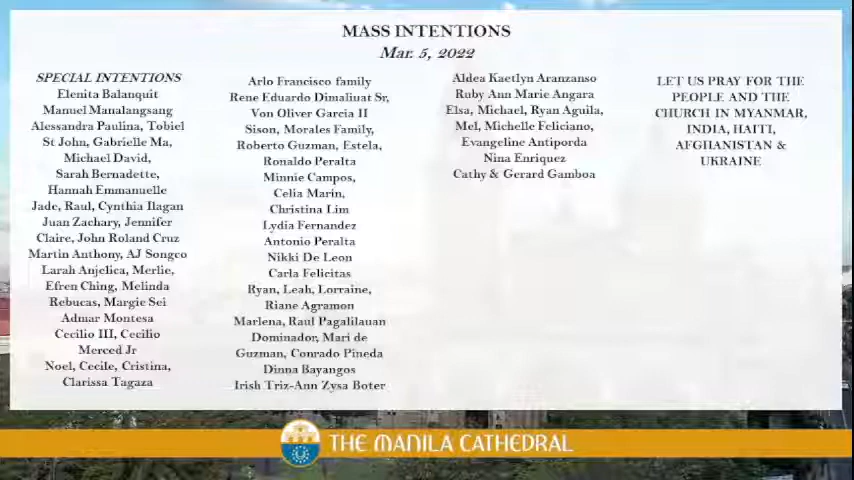 MASS INTENTIONS
Mar. 5, 2022
SPECIAL INTENTIONS
Elenita Balanquit
Manuel Manalangsang
Alessandra Paulina, Tobiel
St John, Gabrielle Ma,
Michael David,
Sarah Bernadette,
Hannah Emmanuelle
Jade, Raul, Cynthia Ilagan
Juan Zachary, Jennifer
Claire, John Roland Cruz
Martin Anthony, AJ Songco
Larah Anjelica, Merlie,
Efren Ching, Melinda
Rebucas, Margie Sei
Admar Montesa
Cecilio III, Cecilio
Merced Jr
Noel, Cecile, Cristina,
Clarissa Tagaza
Arlo Francisco family
Rene Eduardo Dimaliuat Sr,
Von Oliver Garcia II
Sison, Morales Family,
Roberto Guzman, Estela,
Ronaldo Peralta
Minnie Campos,
Celia Marin,
Christina Lim
Lydia Fernandez
Antonio Peralta
Nikki De Leon
Carla Felicitas
Ryan, Leah, Lorraine,
Riane Agramon
Marlena, Raul Pagalilauan
Dominador, Mari de
Guzman, Conrado Pineda
Dinna Bayangos
Irish Triz-Ann Zysa Boter
Aldea Kaetlyn Aranzanso
Ruby Ann Marie Angara
Elsa, Michael, Ryan Aguila,
Mel, Michelle Feliciano,
Evangeline Antiporda
Nina Enriquez
Cathy & Gerard Gamboa
LET US PRAY FOR THE
PEOPLE AND THE
CHURCH IN MYANMAR,
INDIA, HAITI,
AFGHANISTAN &
UKRAINE
THE MANILA CATHEDRAL